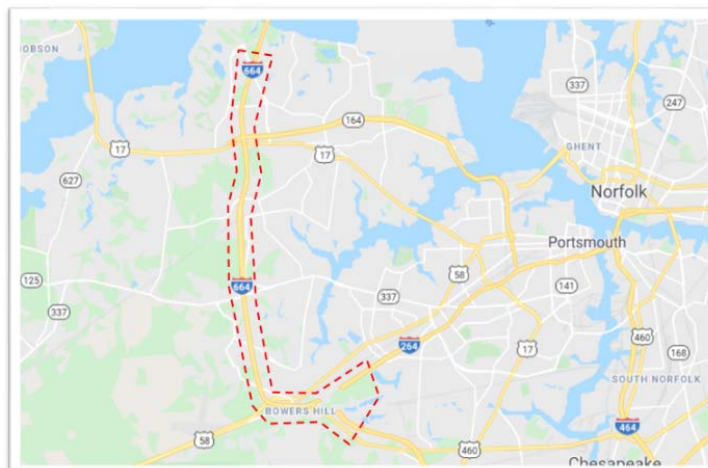 HOBSON
664
337
247
164
17
17
GHENT
627
Norfolk
Portsmouth
58
125
664
337
141
337
460
264
17
168
SOUTH NORFOLK
BOWERS HILL
58
460
464
Chesapeake